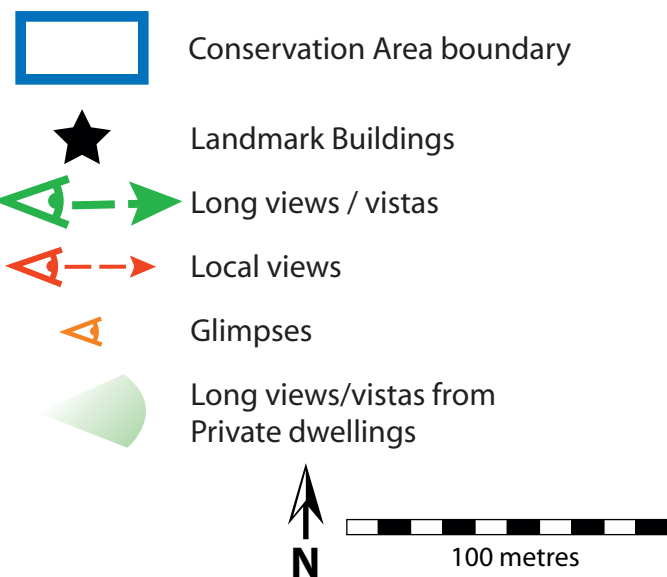 Conservation Area boundary
Landmark Buildings
Long views / vistas
Local views
Glimpses
Long views/vistas from
Private dwellings
N
100 metres